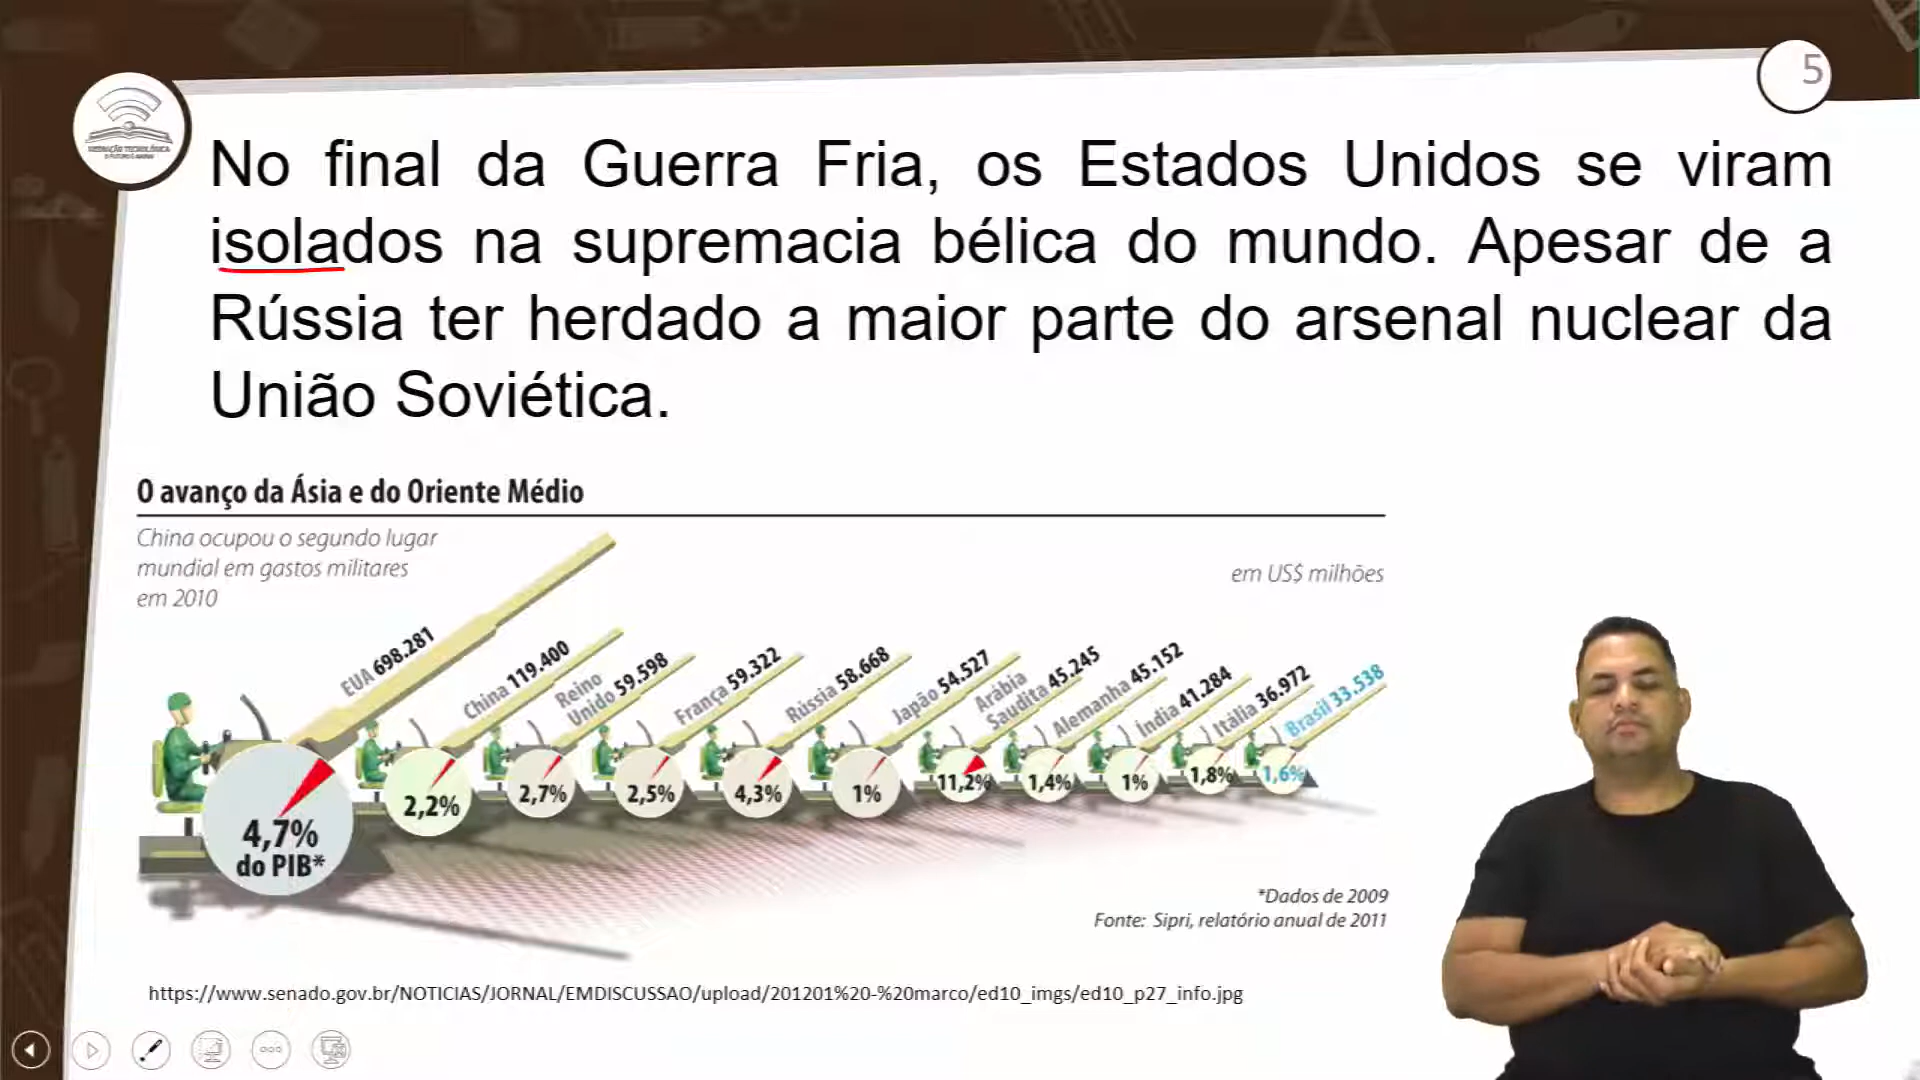 5
MEDIAÇÃO TECNOLÓGICA
No final da Guerra Fria, os Estados Unidos se viram
isolados na supremacia bélica do mundo. Apesar de a
Rússia ter herdado a maior parte do arsenal nuclear da
União Soviética.
O avanço da Ásia e do Oriente Médio
China ocupou o segundo lugar
mundial em gastos militares
em 2010
em US$ milhões
EUA 698.281
China 119.400
Reino
Unido 59.598
França 59.322
Rússia 58.668
Japão 54.527
Arábia
Saudita 45.245
Alemanha 45.152
Índia 41.284
Itália 36.972
Brasil 33.538
4,7%
do PIB*
2,2%
2,7%
2,5%
4,3%
1%
11,2%
1,4%
1%
1,8%
1,6%
*Dados de 2009
Fonte: Sipri, relatório anual de 2011
https://www.senado.gov.br/NOTICIAS/JORNAL/EMDISCUSSAO/upload/201201%20-%20marco/ed10_imgs/ed10_p27_info.jpg